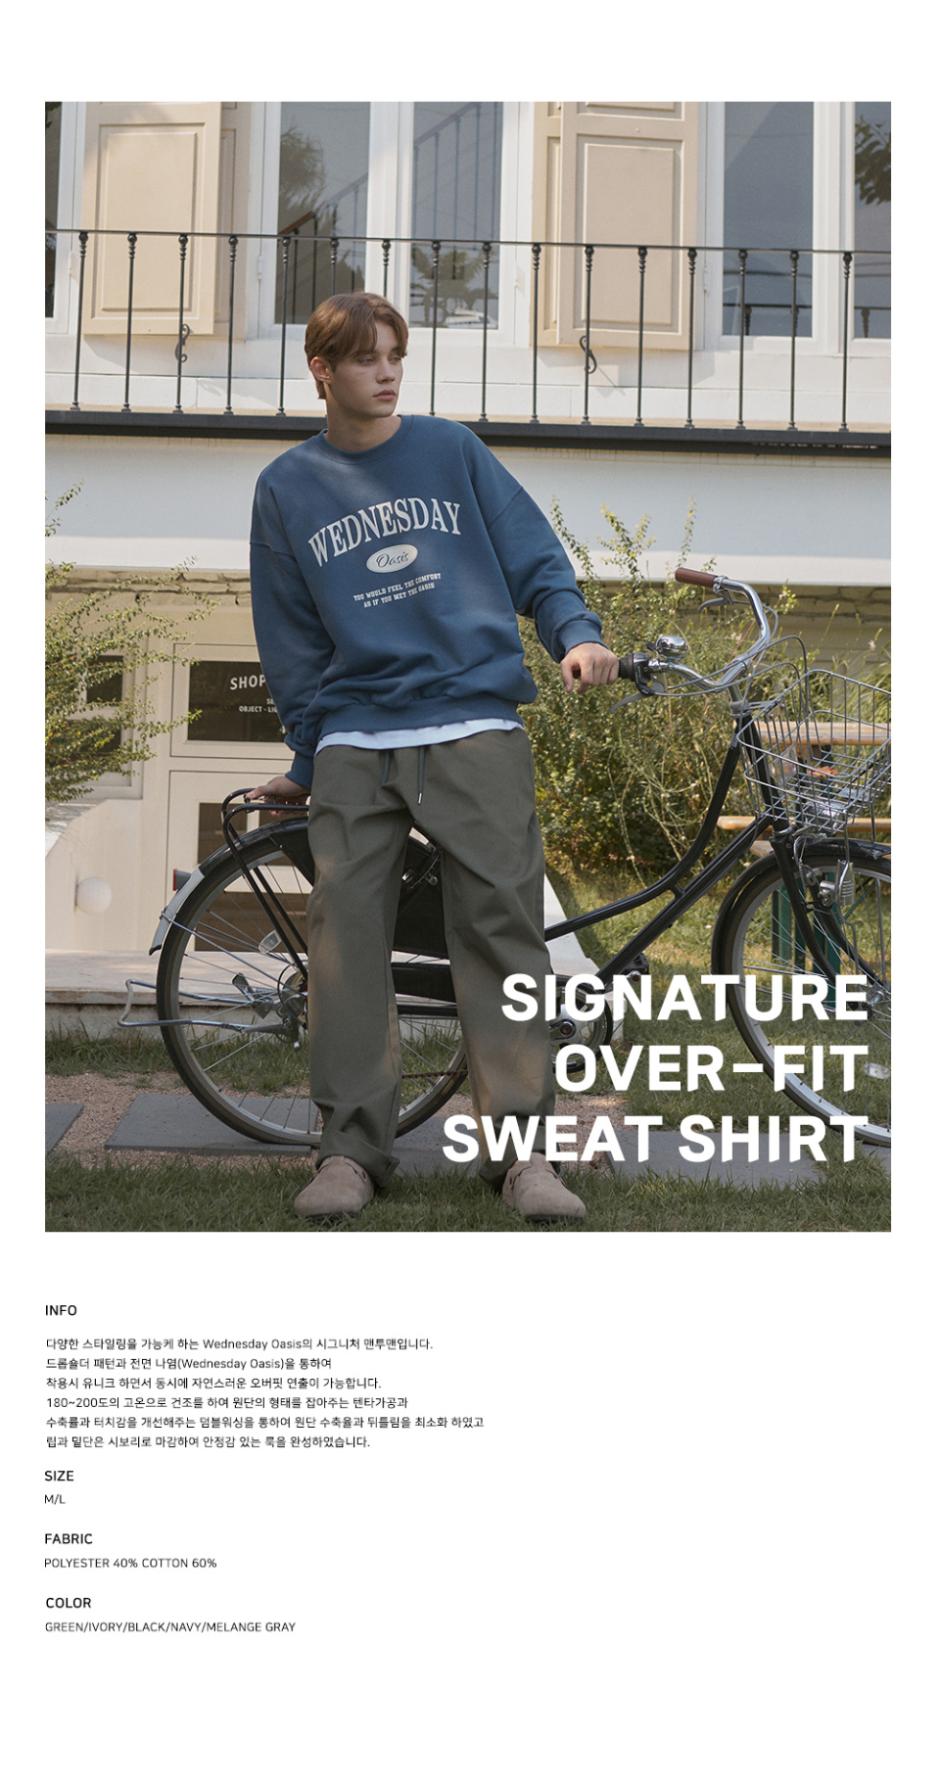 WEDNESDAY
Oasis
YOU WOULD FEEL THE COMFORT
AS IF YOU MET THE OASIS
SHOP
OBJECT - LI
SIGNATURE
OVER-FIT
SWEAT SHIRT
INFO
다양한 스타일링을 가능케 하는 Wednesday Oasis의 시그니처 맨투맨입니다.
드롭숄더 패턴과 전면 나염(Wednesday Oasis)을 통하여
착용시 유니크 하면서 동시에 자연스러운 오버핏 연출이 가능합니다.
180~200도의 고온으로 건조를 하여 원단의 형태를 잡아주는 텐타가공과
수축률과 터치감을 개선해주는 덤블워싱을 통하여 원단 수축율과 뒤틀림을 최소화 하였고
립과 밑단은 시보리로 마감하여 안정감 있는 룩을 완성하였습니다.
SIZE
M/L
FABRIC
POLYESTER 40% COTTON 60%
COLOR
GREEN/IVORY/BLACK/NAVY/MELANGE GRAY